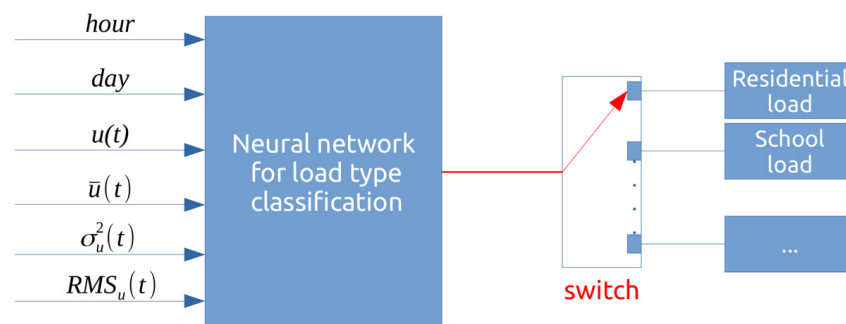 hour
day
u(t)
ū(t)
σ²ᵤ(t)
RMSᵤ(t)
Neural network
for load type
classification
switch
Residential
load
School
load
...